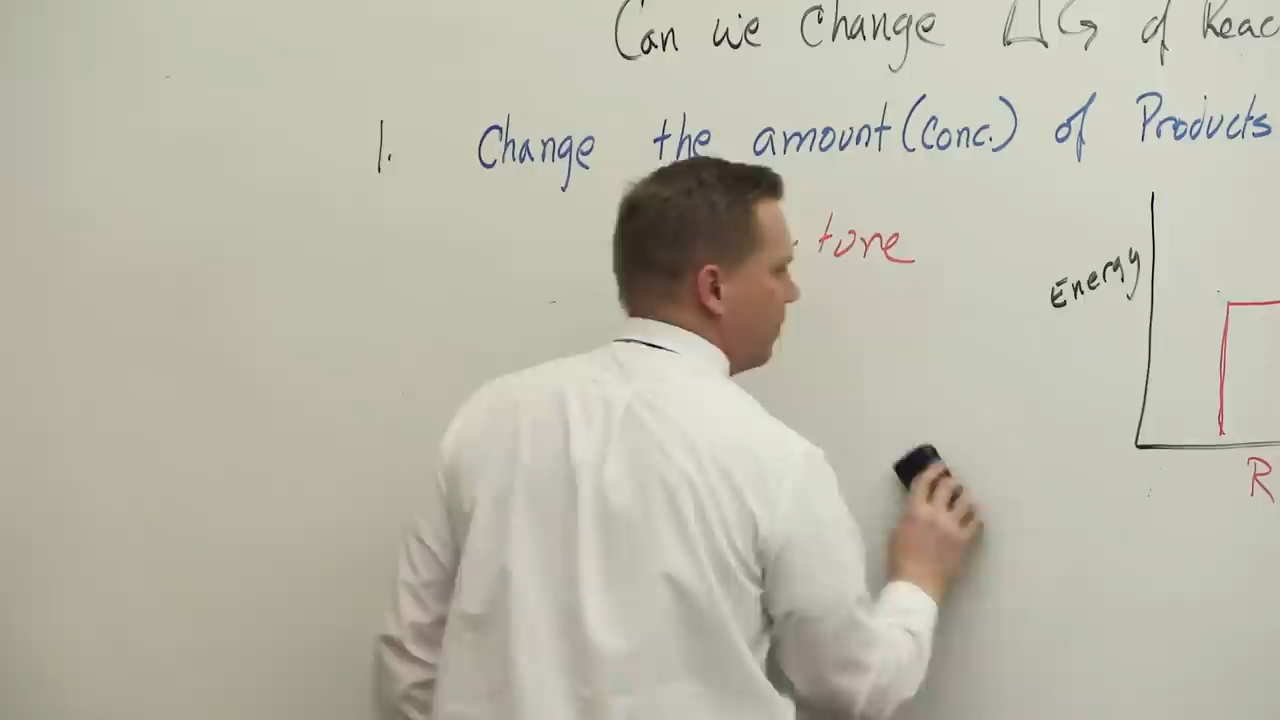 Can we change ΔG of Reac
1. Change the amount (Conc.) of Products
ture
Energy
R